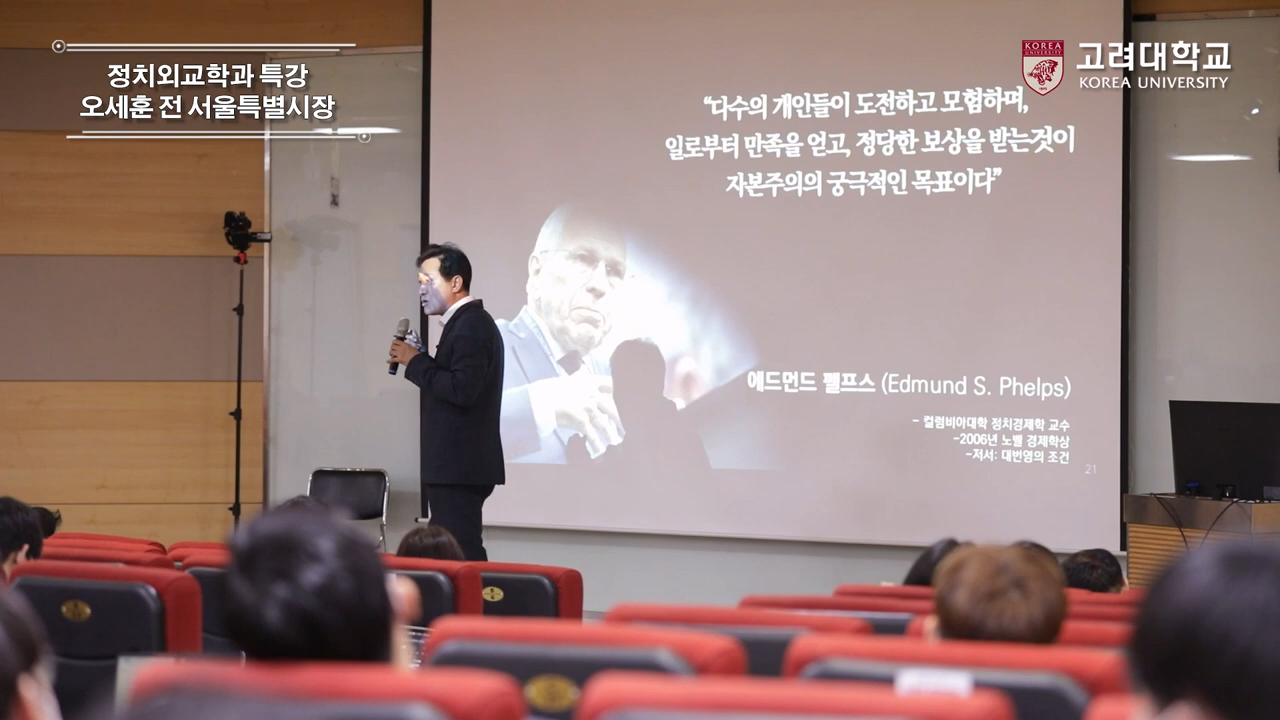 정치외교학과 특강
오세훈 전 서울특별시장
KOREA
UNIVERSITY
고려대학교
KOREA UNIVERSITY
“다수의 개인들이 도전하고 모험하며,
일로부터 만족을 얻고, 정당한 보상을 받는것이
자본주의의 궁극적인 목표이다”
에드먼드 펠프스 (Edmund S. Phelps)
- 컬럼비아대학 정치경제학 교수
-2006년 노벨 경제학상
-저서: 대번영의 조건
21